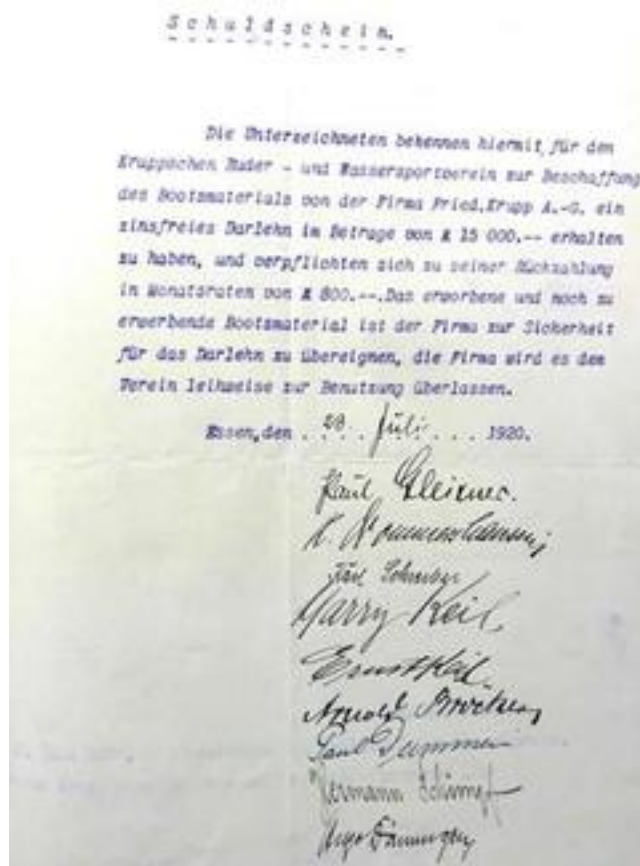 Schuldschein.
Die Unterzeichneten bekennen hiermit, für den
Kruppschen Ruder - und Wassersportverein zur Beschaffung
des Bootsmaterials von der Firma Fried.Krupp A.-G. ein
zinsfreies Darlehn im Betrage von 15 000.-- erhalten
zu haben, und verpflichten sich zu seiner Rückzahlung
in Monatsraten von 800.--.Das erworbene und noch zu
erwerbende Bootsmaterial ist der Firma zur Sicherheit
für das Darlehn zu übereignen, die Firma wird es dem
Verein leihweise zur Benutzung überlassen.
Essen,den . 28. Juli . . . 1920.
Paul
Harry Keil.
Ernst Keil.
Arnold
Paul
Hermann